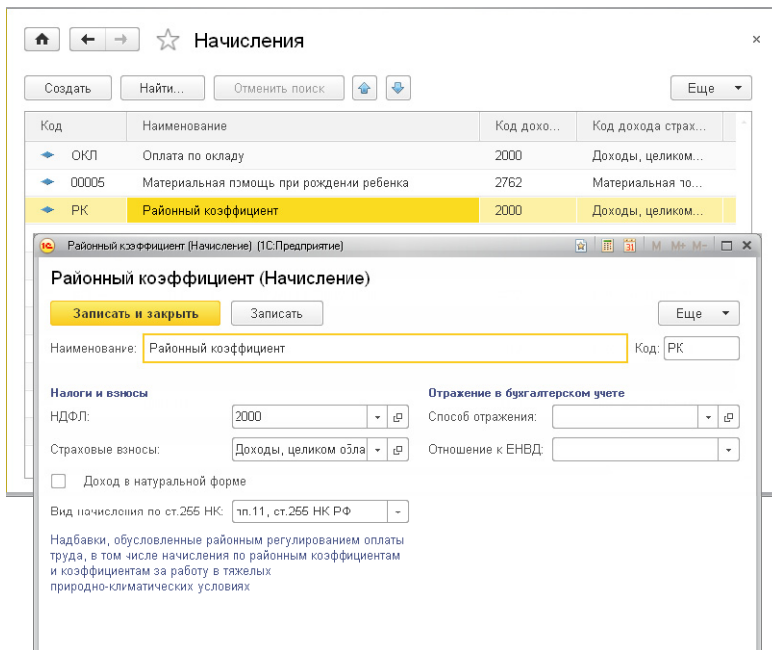 Начисления
Создать Найти... Отменить поиск Еще
Код Наименование Код дохо... Код дохода страх...
ОКЛ Оплата по окладу 2000 Доходы, целиком...
00005 Материальная помощь при рождении ребенка 2762 Материальная по...
РК Районный коэффициент 2000 Доходы, целиком...
Районный коэффициент (Начисление) (1С:Предприятие) M M+ M-
Районный коэффициент (Начисление)
Записать и закрыть Записать Еще
Наименование: Районный коэффициент Код: РК
Налоги и взносы Отражение в бухгалтерском учете
НДФЛ: 2000 Способ отражения:
Страховые взносы: Доходы, целиком обла Отношение к ЕНВД:
Доход в натуральной форме
Вид начисления по ст.255 НК: пп.11, ст.255 НК РФ
Надбавки, обусловленные районным регулированием оплаты
труда, в том числе начисления по районным коэффициентам
и коэффициентам за работу в тяжелых
природно-климатических условиях